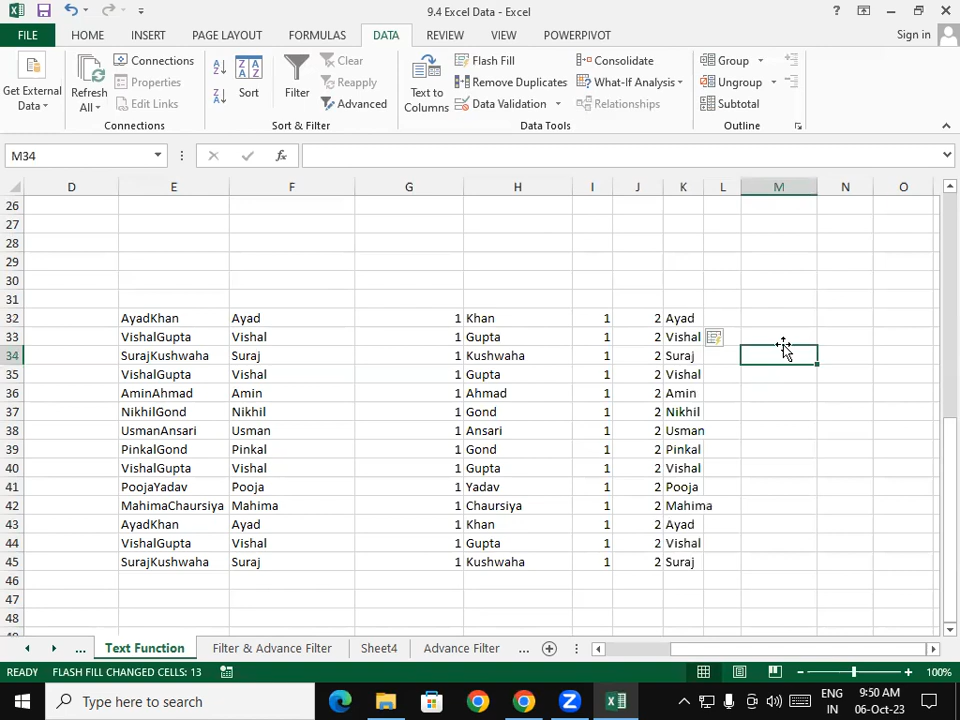 9.4 Excel Data - Excel
? Sign in
FILE HOME INSERT PAGE LAYOUT FORMULAS DATA REVIEW VIEW POWERPIVOT
Get External Data
Refresh All
Connections
Properties
Edit Links
Connections
Sort
Filter
Clear
Reapply
Advanced
Sort & Filter
Text to Columns
Flash Fill
Remove Duplicates
Data Validation
Consolidate
What-If Analysis
Relationships
Data Tools
Group
Ungroup
Subtotal
Outline
M34 fx
D E F G H I J K L M N O
26
27
28
29
30
31
32 AyadKhan Ayad 1 Khan 1 2 Ayad
33 VishalGupta Vishal 1 Gupta 1 2 Vishal
34 SurajKushwaha Suraj 1 Kushwaha 1 2 Suraj
35 VishalGupta Vishal 1 Gupta 1 2 Vishal
36 AminAhmad Amin 1 Ahmad 1 2 Amin
37 NikhilGond Nikhil 1 Gond 1 2 Nikhil
38 UsmanAnsari Usman 1 Ansari 1 2 Usman
39 PinkalGond Pinkal 1 Gond 1 2 Pinkal
40 VishalGupta Vishal 1 Gupta 1 2 Vishal
41 PoojaYadav Pooja 1 Yadav 1 2 Pooja
42 MahimaChaursiya Mahima 1 Chaursiya 1 2 Mahima
43 AyadKhan Ayad 1 Khan 1 2 Ayad
44 VishalGupta Vishal 1 Gupta 1 2 Vishal
45 SurajKushwaha Suraj 1 Kushwaha 1 2 Suraj
46
47
48
... Text Function Filter & Advance Filter Sheet4 Advance Filter ...
READY FLASH FILL CHANGED CELLS: 13 100%
Type here to search
ENG IN
9:50 AM
06-Oct-23